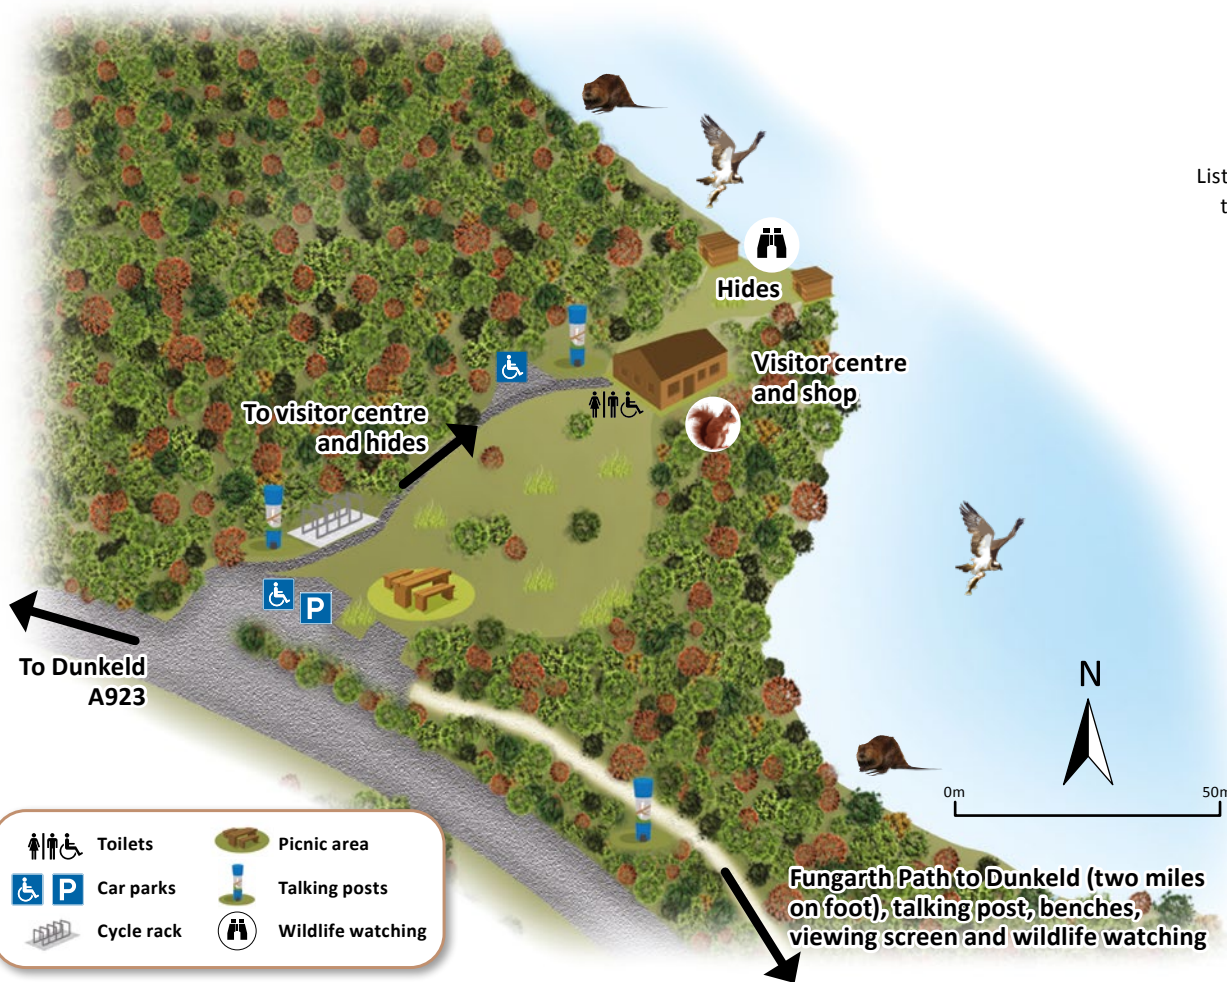 List
t
Hides
Visitor centre
and shop
To visitor centre
and hides
P
To Dunkeld
A923
N
0m
50m
Toilets
Picnic area
P
Car parks
Talking posts
Cycle rack
Wildlife watching
Fungarth Path to Dunkeld (two miles
on foot), talking post, benches,
viewing screen and wildlife watching